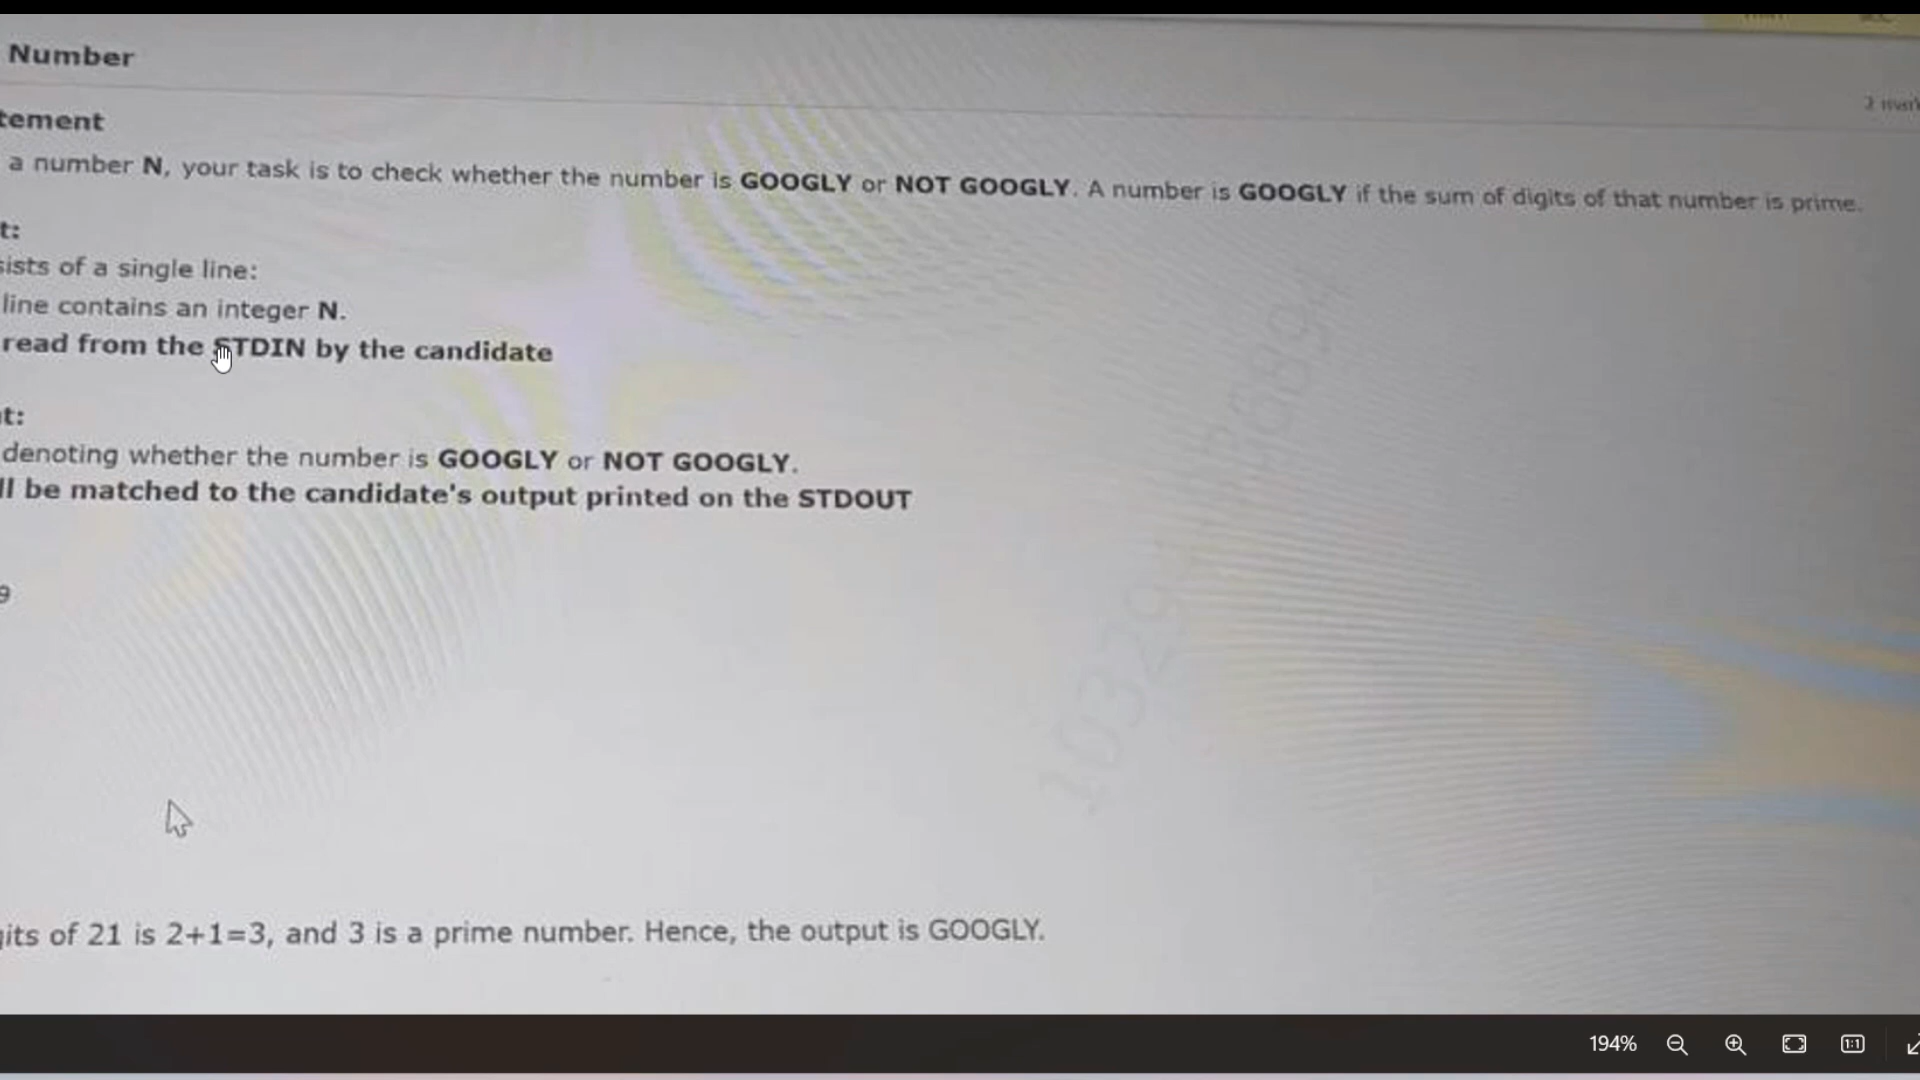 Number
tement
a number N, your task is to check whether the number is GOOGLY or NOT GOOGLY. A number is GOOGLY if the sum of digits of that number is prime.
t:
sists of a single line:
line contains an integer N.
read from the STDIN by the candidate
t:
denoting whether the number is GOOGLY or NOT GOOGLY.
ll be matched to the candidate's output printed on the STDOUT
9
gits of 21 is 2+1=3, and 3 is a prime number. Hence, the output is GOOGLY.
194%
1:1